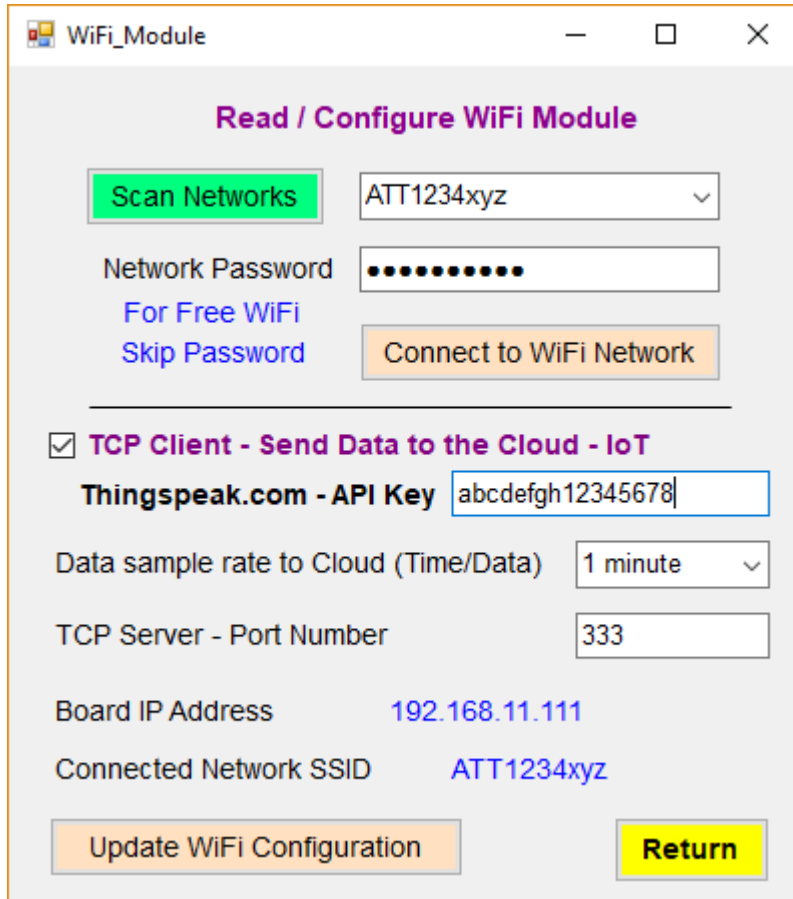 WiFi_Module
Read / Configure WiFi Module
Scan Networks ATT1234xyz
Network Password ●●●●●●●●●●
For Free WiFi
Skip Password Connect to WiFi Network
TCP Client - Send Data to the Cloud - IoT
Thingspeak.com - API Key abcdefgh12345678
Data sample rate to Cloud (Time/Data) 1 minute
TCP Server - Port Number 333
Board IP Address 192.168.11.111
Connected Network SSID ATT1234xyz
Update WiFi Configuration Return